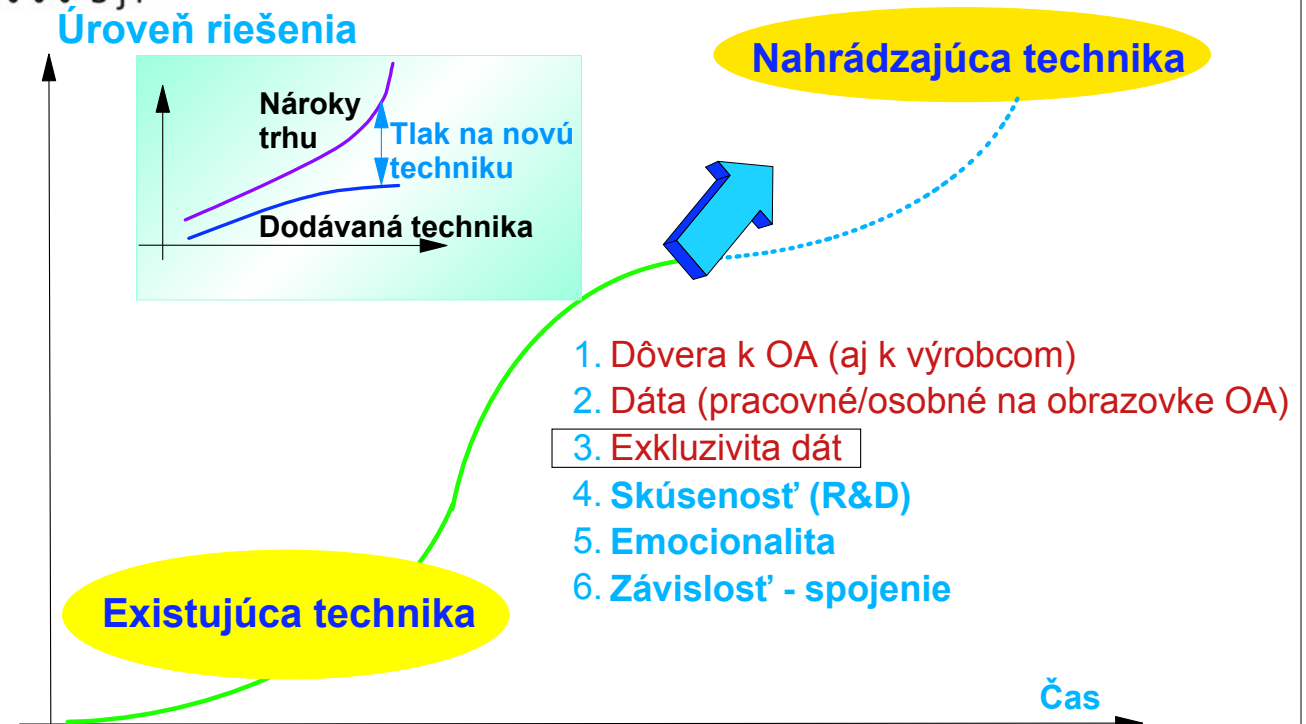 Úroveň riešenia
Nahrádzajúca technika
Nároky
trhu
Tlak na novú
techniku
Dodávaná technika
1. Dôvera k OA (aj k výrobcom)
2. Dáta (pracovné/osobné na obrazovke OA)
3. Exkluzivita dát
4. Skúsenosť (R&D)
5. Emocionalita
6. Závislosť - spojenie
Existujúca technika
Čas